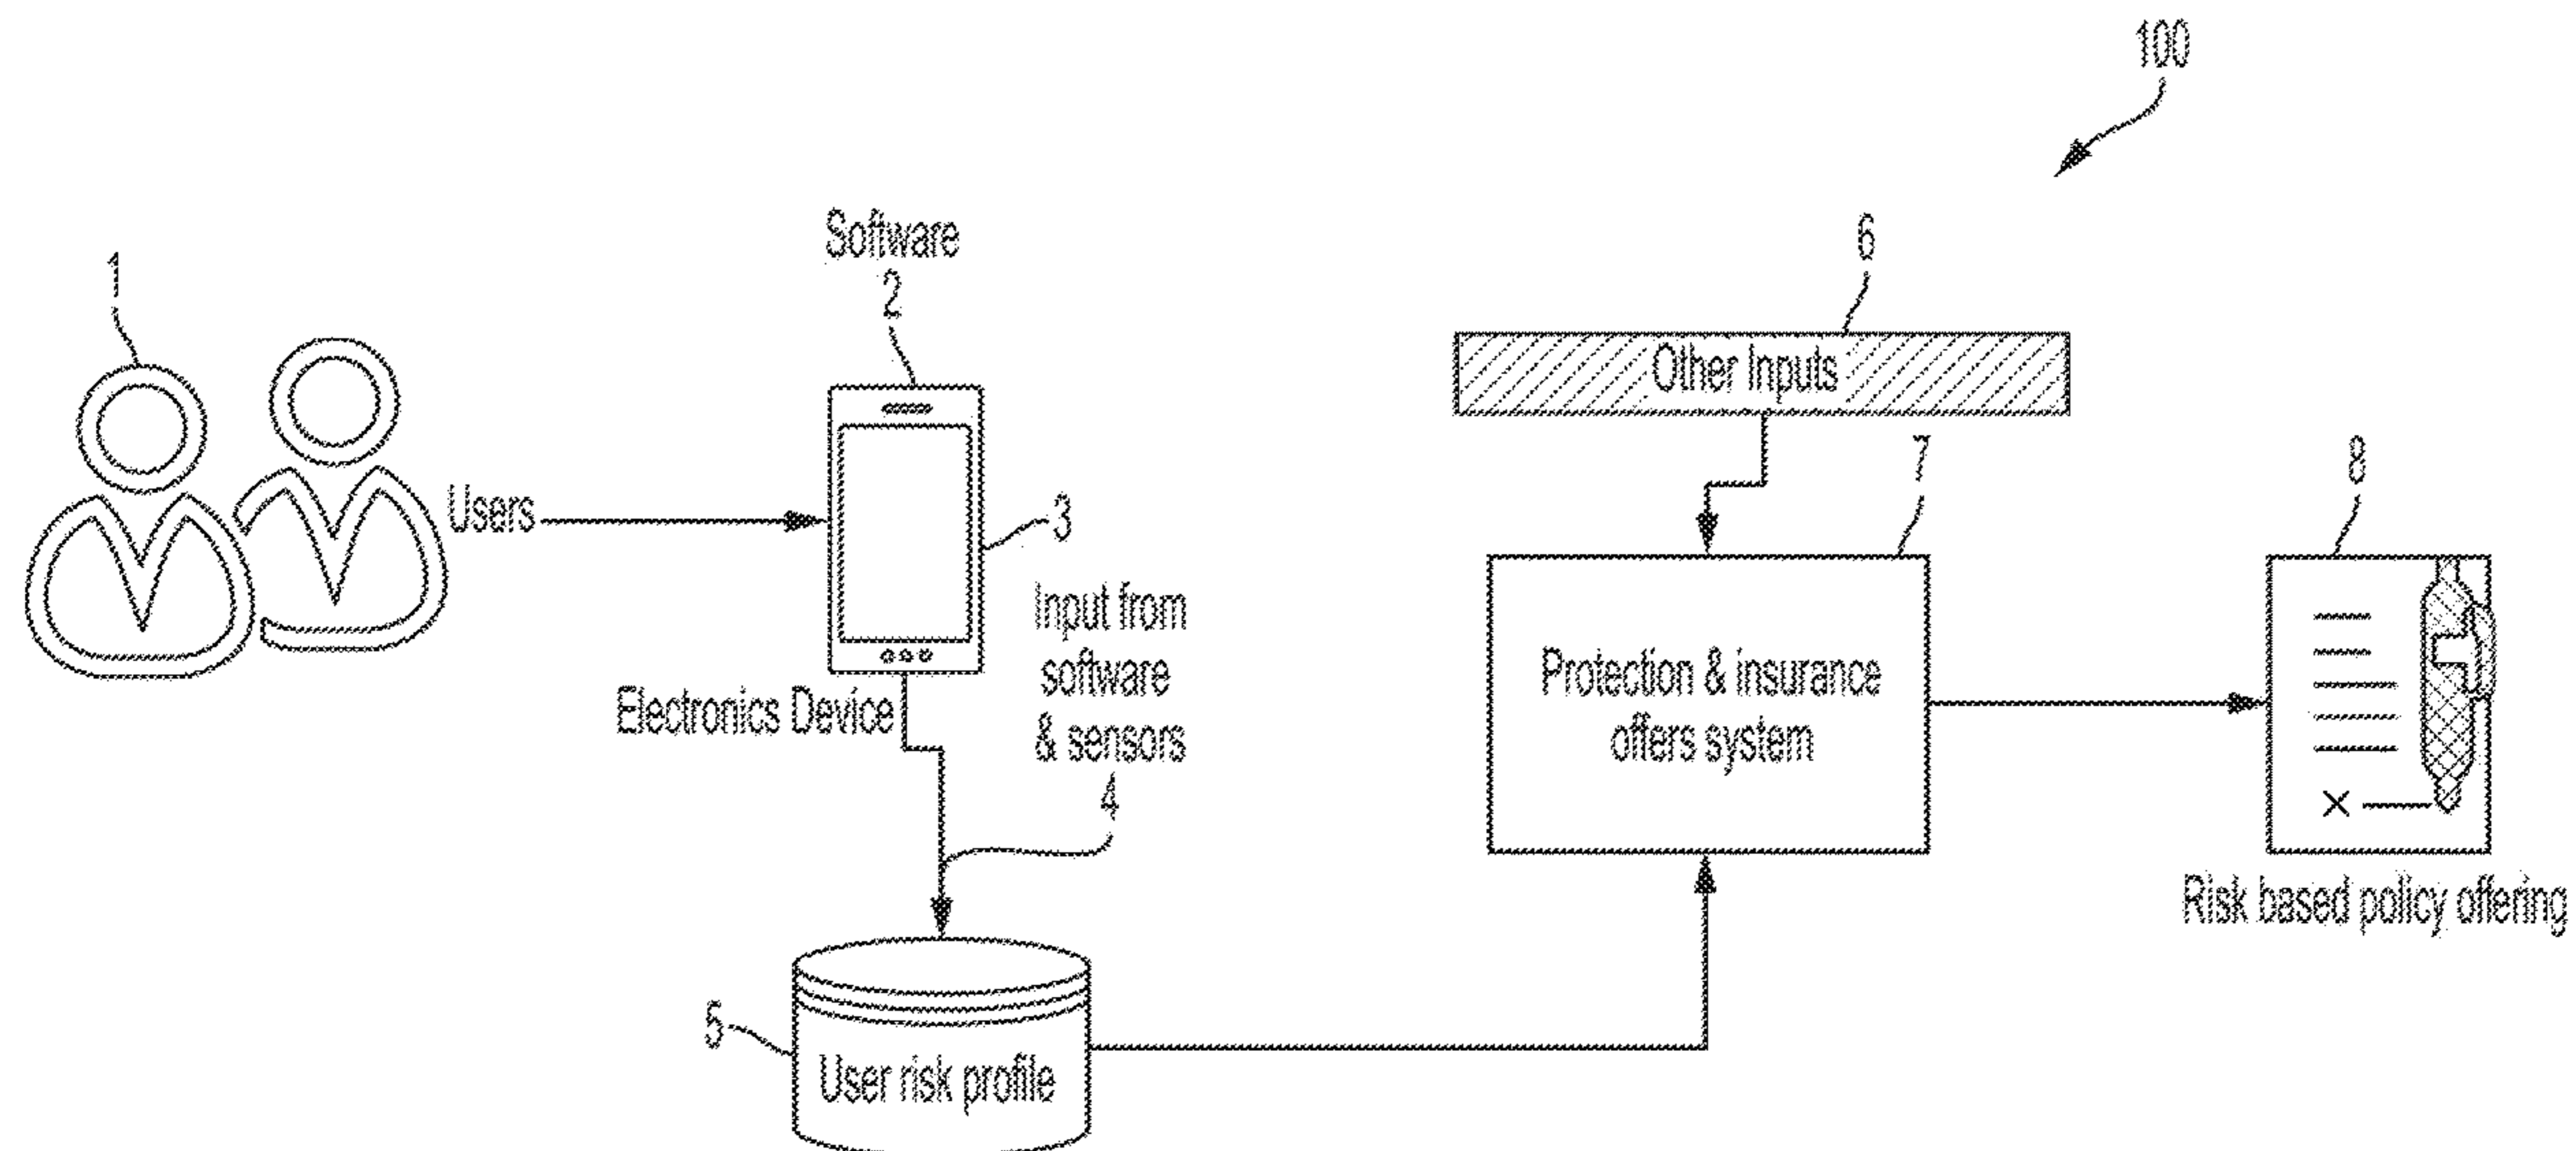 100
Software
2
1
6
Other Inputs
7
8
Users
3
Input from
software
& sensors
4
Electronics Device
Protection & insurance
offers system
Risk based policy offering
5
User risk profile